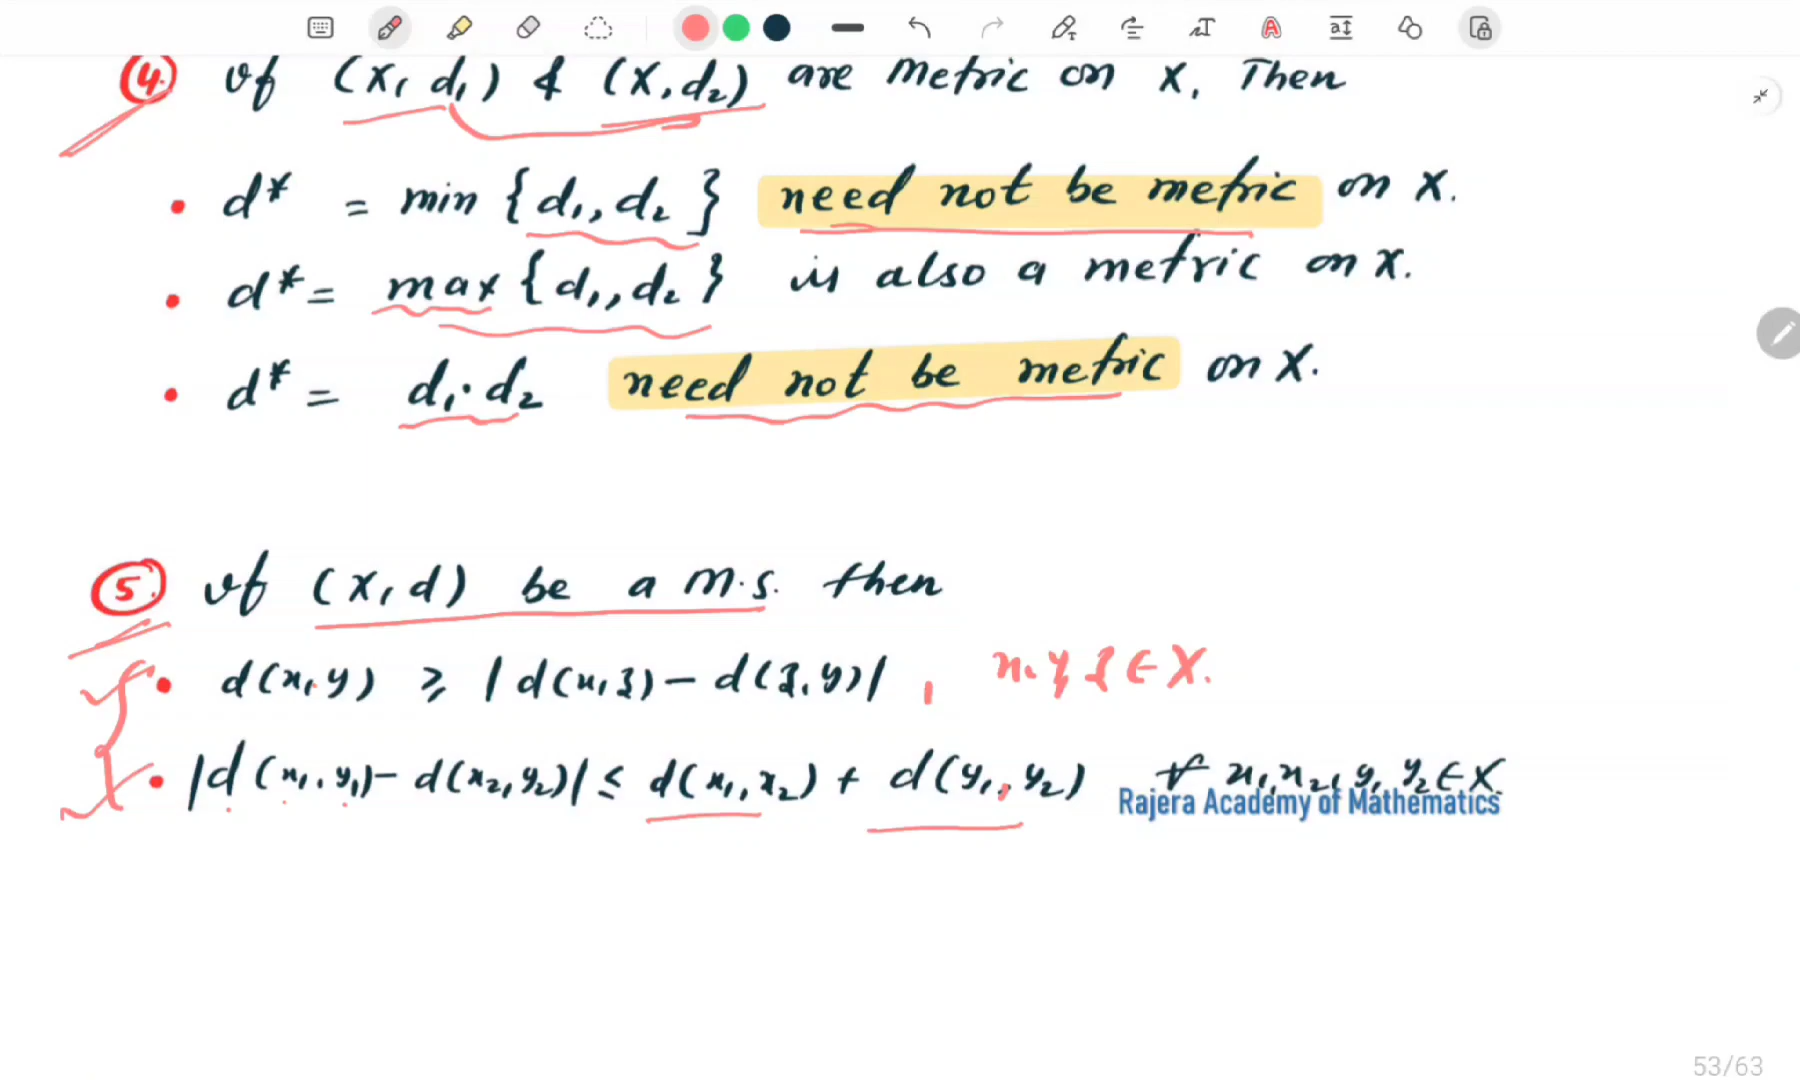 (4.) If (X, d₁) & (X, d₂) are metric on X. Then
• d* = min {d₁, d₂} need not be metric on X.
• d* = max {d₁, d₂} is also a metric on X.
• d* = d₁·d₂ need not be metric on X.
(5.) If (X, d) be a M.S. then
• d(x, y) ≥ |d(x, z) - d(z, y)|, x, y, z ∈ X.
• |d(x₁, y₁) - d(x₂, y₂)| ≤ d(x₁, x₂) + d(y₁, y₂) ∀ x₁, x₂, y₁, y₂ ∈ X.
Rajera Academy of Mathematics
53/63